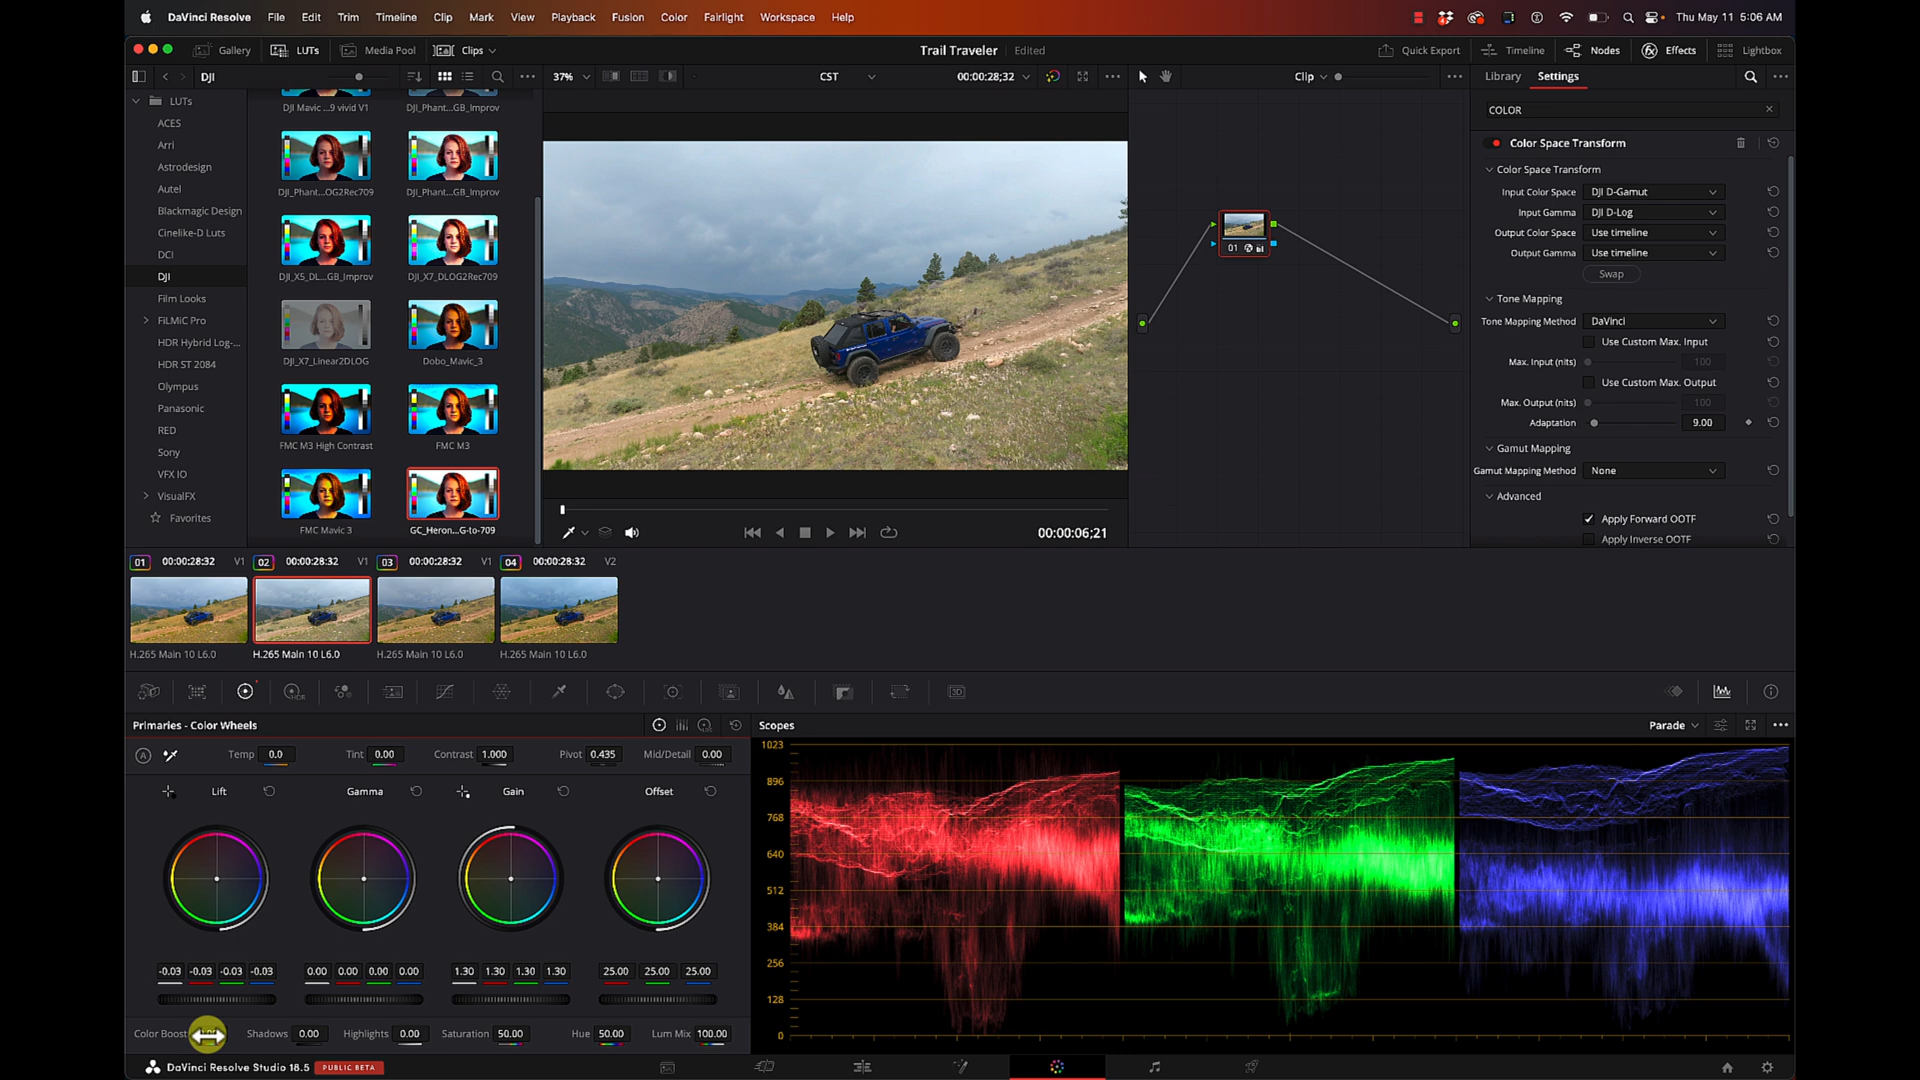 DaVinci Resolve File Edit Trim Timeline Clip Mark View Playback Fusion Color Fairlight Workspace Help Thu May 11 5:06 AM
Gallery LUTs Media Pool Clips Trail Traveler Edited Quick Export Timeline Nodes Effects Lightbox
DJI 37% CST 00:00:28;32 Clip Library Settings
COLOR
LUTs
ACES
Arri
Astrodesign
Autel
Blackmagic Design
Cinelike-D Luts
DCI
DJI
Film Looks
FiLMiC Pro
HDR Hybrid Log-...
HDR ST 2084
Olympus
Panasonic
RED
Sony
VFX IO
VisualFX
Favorites
DJI Mavic ...9 vivid V1 DJI_Phant...GB_Improv
DJI_Phant...OG2Rec709 DJI_Phant...GB_Improv
DJI_X5_DL...GB_Improv DJI_X7_DLOG2Rec709
DJI_X7_Linear2DLOG Dobo_Mavic_3
FMC M3 High Contrast FMC M3
FMC Mavic 3 GC_Heron...G-to-709
00:00:06;21
01
Color Space Transform
Color Space Transform
Input Color Space DJI D-Gamut
Input Gamma DJI D-Log
Output Color Space Use timeline
Output Gamma Use timeline
Swap
Tone Mapping
Tone Mapping Method DaVinci
Use Custom Max. Input
Max. Input (nits) 100
Use Custom Max. Output
Max. Output (nits) 100
Adaptation 9.00
Gamut Mapping
Gamut Mapping Method None
Advanced
Apply Forward OOTF
Apply Inverse OOTF
01 00:00:28;32 V1 02 00:00:28;32 V1 03 00:00:28;32 V1 04 00:00:28;32 V2
H.265 Main 10 L6.0 H.265 Main 10 L6.0 H.265 Main 10 L6.0 H.265 Main 10 L6.0
Primaries - Color Wheels
Temp 0.0 Tint 0.00 Contrast 1.000 Pivot 0.435 Mid/Detail 0.00
Lift Gamma Gain Offset
-0.03 -0.03 -0.03 -0.03 0.00 0.00 0.00 0.00 1.30 1.30 1.30 1.30 25.00 25.00 25.00
Color Boost Shadows 0.00 Highlights 0.00 Saturation 50.00 Hue 50.00 Lum Mix 100.00
Scopes Parade
1023
896
768
640
512
384
256
128
0
DaVinci Resolve Studio 18.5 PUBLIC BETA